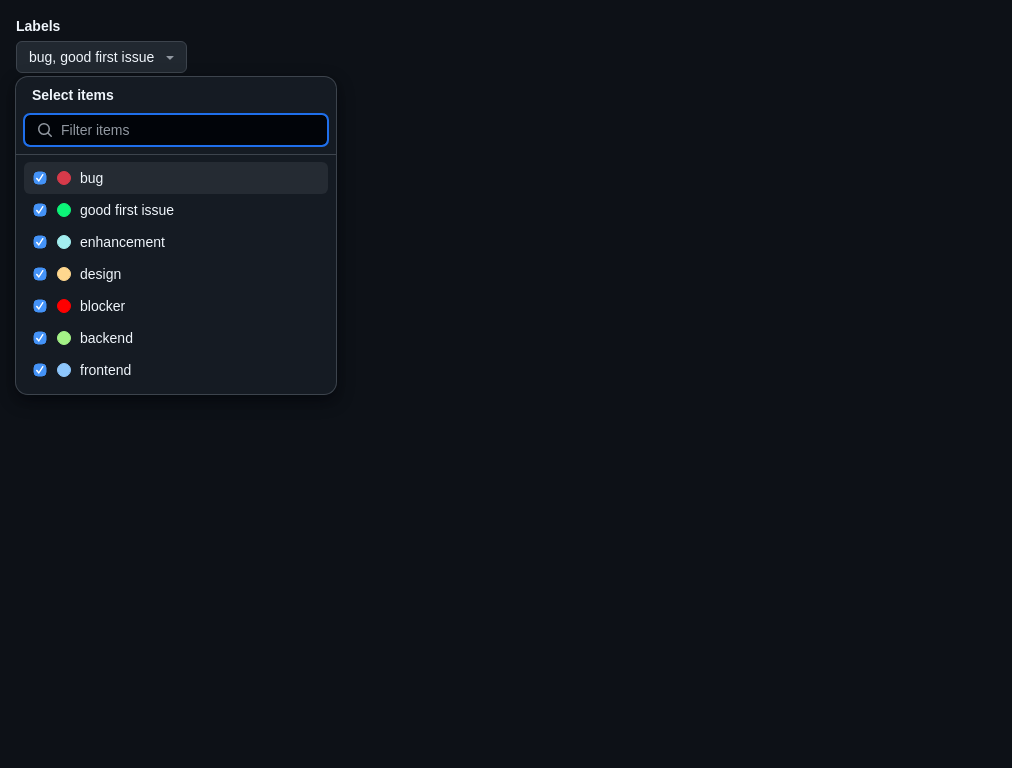 Labels
bug, good first issue
Select items
Filter items
bug
good first issue
enhancement
design
blocker
backend
frontend